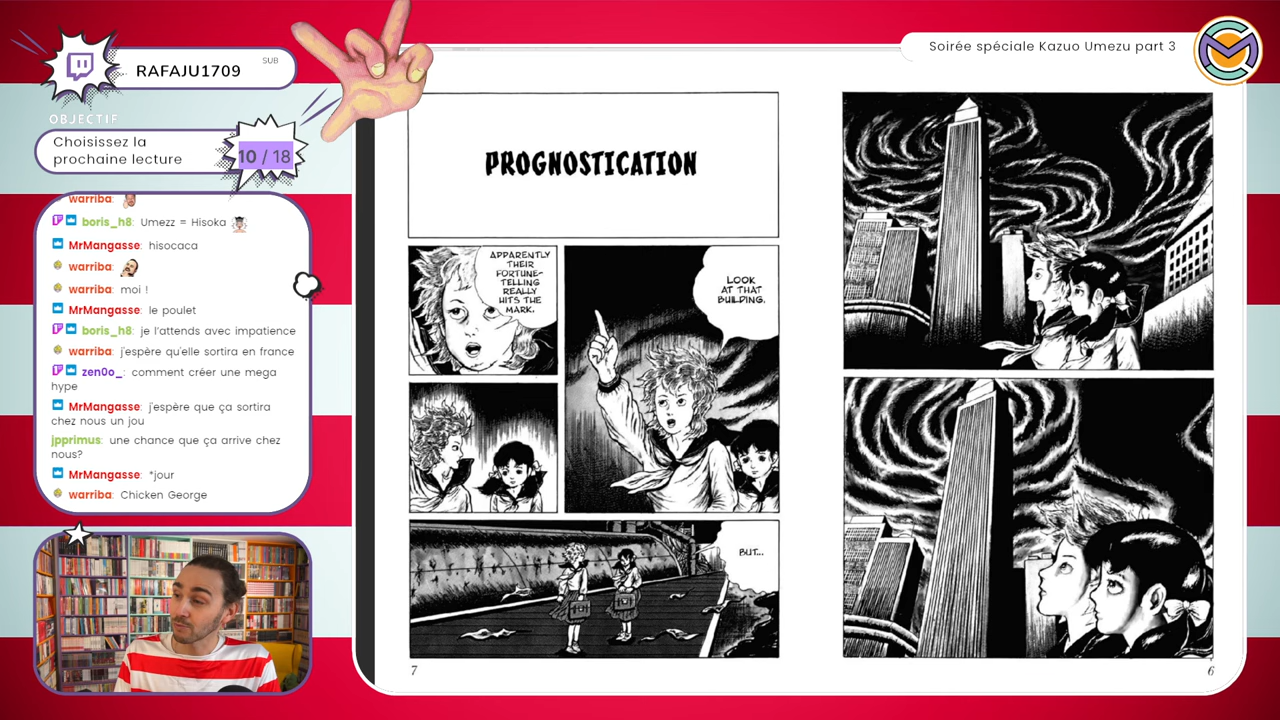 RAFAJU1709
SUB
OBJECTIF
Choisissez la
prochaine lecture
10 / 18
warriba:
boris_h8: Umezz = Hisoka
MrMangasse: hisocaca
warriba:
warriba: moi !
MrMangasse: le poulet
boris_h8: je l'attends avec impatience
warriba: j'espère qu'elle sortira en france
zen0o_: comment créer une mega
hype
MrMangasse: j'espère que ça sortira
chez nous un jou
jpprimus: une chance que ça arrive chez
nous?
MrMangasse: *jour
warriba: Chicken George
Soirée spéciale Kazuo Umezu part 3
PROGNOSTICATION
APPARENTLY
THEIR
FORTUNE-
TELLING
REALLY
HITS THE
MARK.
LOOK
AT THAT
BUILDING.
BUT...
7
6